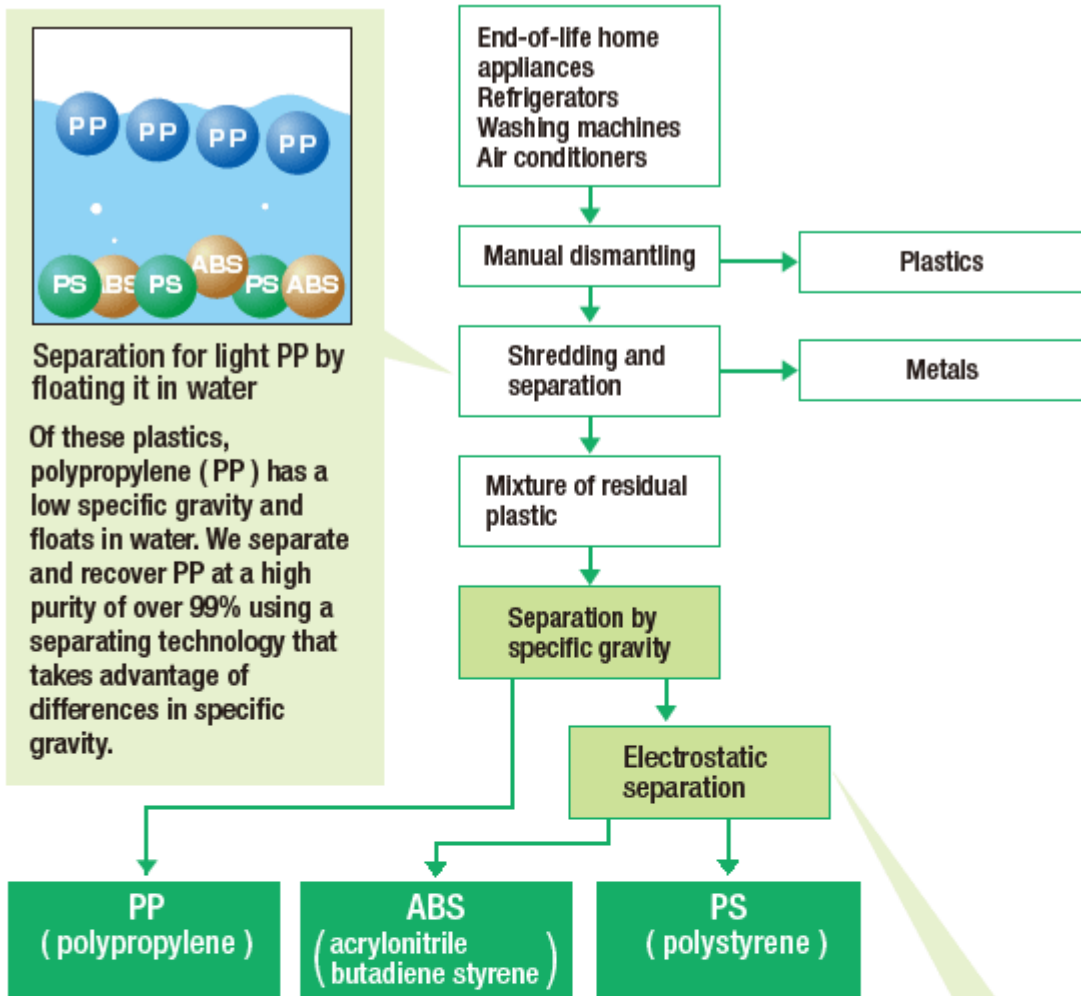 PP PP PP PP
PS ABS PS ABS PS ABS
Separation for light PP by
floating it in water
Of these plastics,
polypropylene ( PP ) has a
low specific gravity and
floats in water. We separate
and recover PP at a high
purity of over 99% using a
separating technology that
takes advantage of
differences in specific
gravity.
End-of-life home
appliances
Refrigerators
Washing machines
Air conditioners
Manual dismantling
Plastics
Shredding and
separation
Metals
Mixture of residual
plastic
Separation by
specific gravity
Electrostatic
separation
PP
( polypropylene )
ABS
(acrylonitrile
butadiene styrene)
PS
( polystyrene )